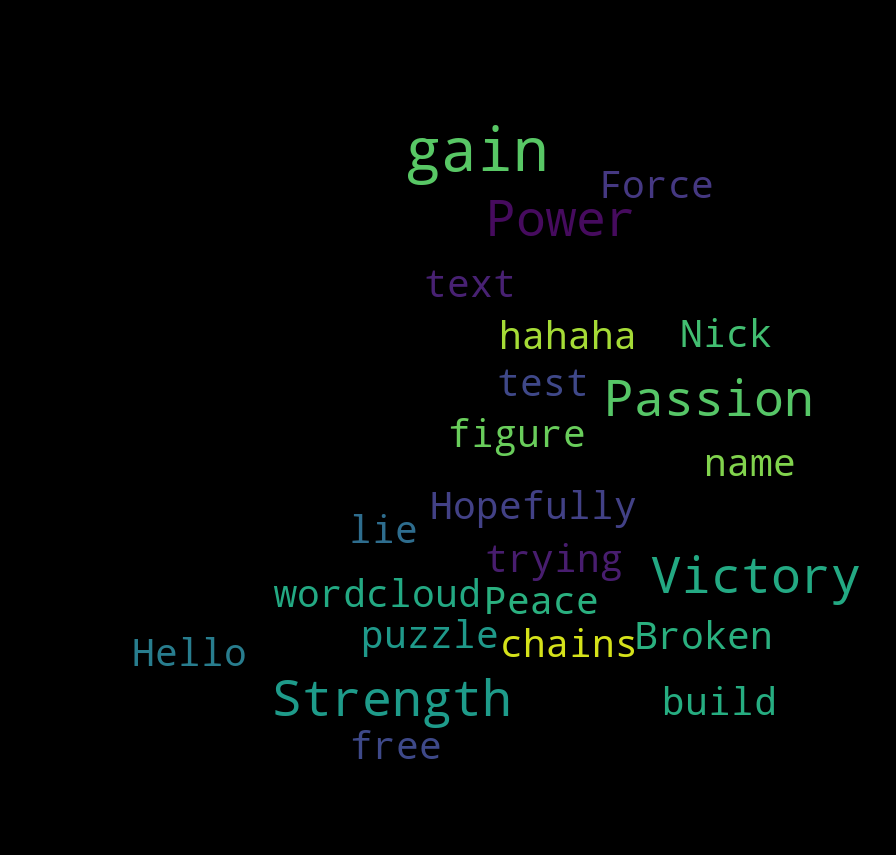 gain
Force
Power
text
hahaha
Nick
test
Passion
figure
name
Hopefully
lie
trying
Victory
wordcloud
Peace
puzzle
chains
Broken
Hello
Strength
build
free